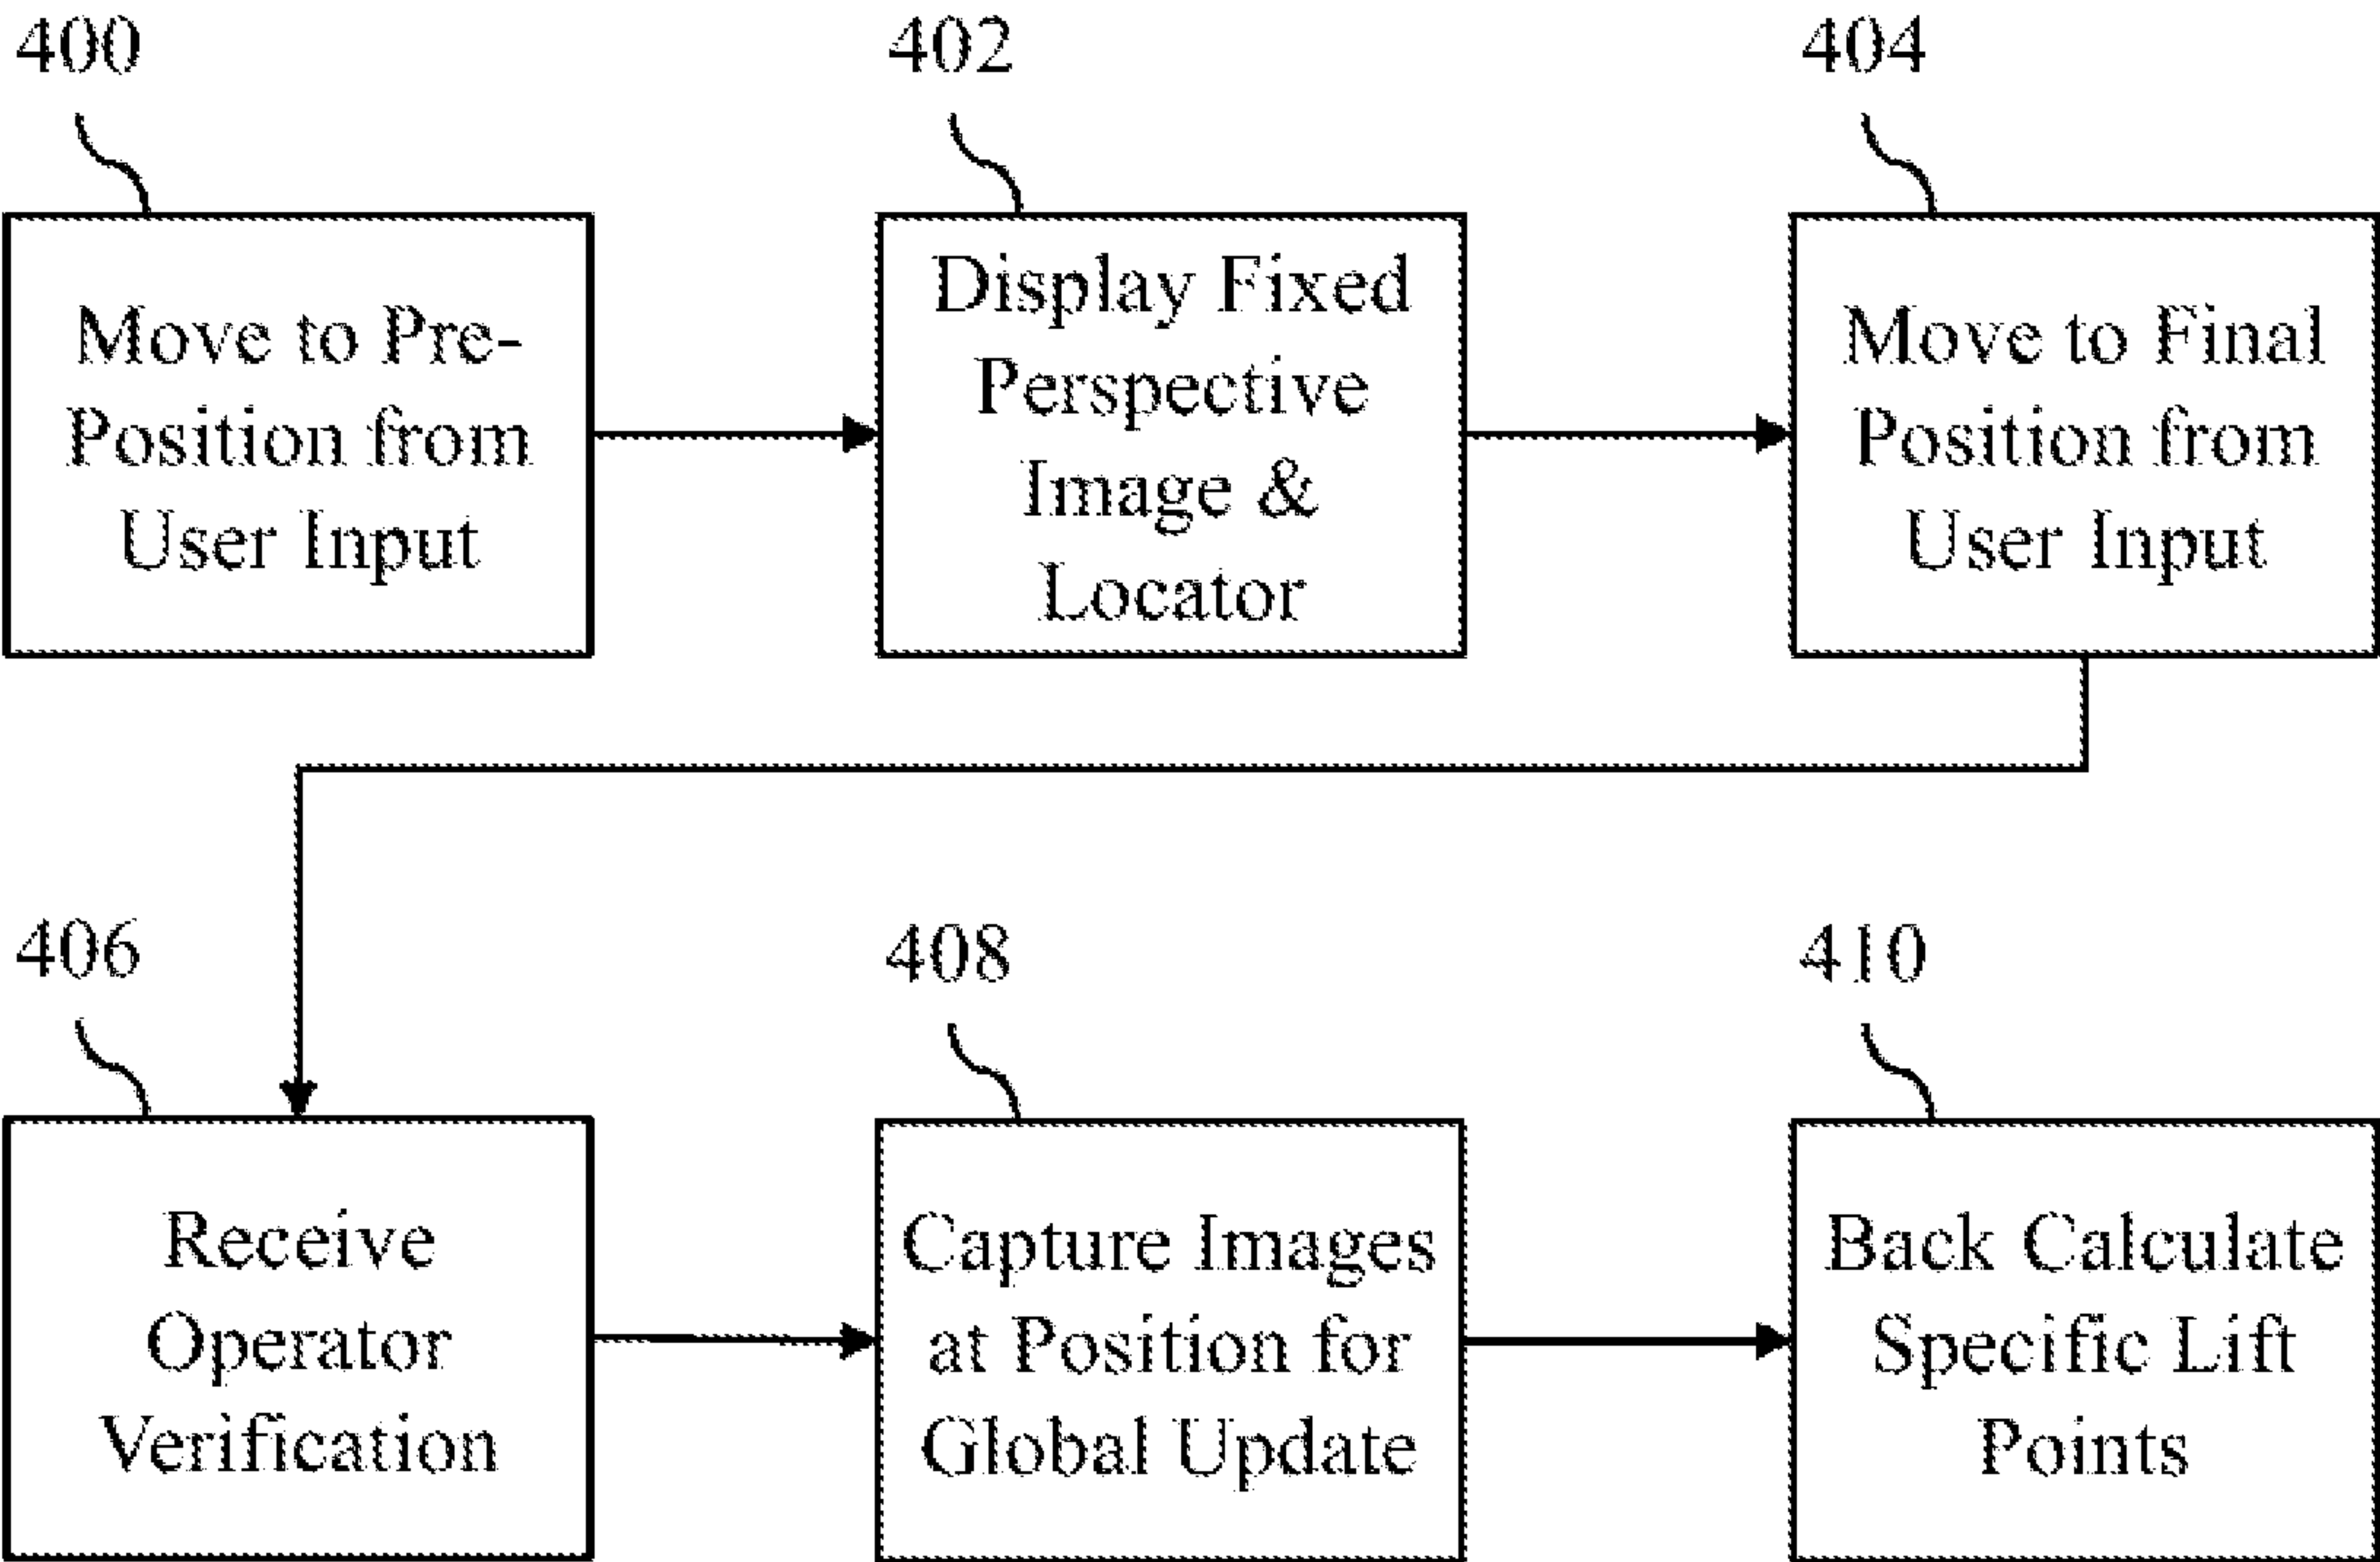 400
402
404
Move to Pre-
Position from
User Input
Display Fixed
Perspective
Image &
Locator
Move to Final
Position from
User Input
406
408
410
Receive
Operator
Verification
Capture Images
at Position for
Global Update
Back Calculate
Specific Lift
Points